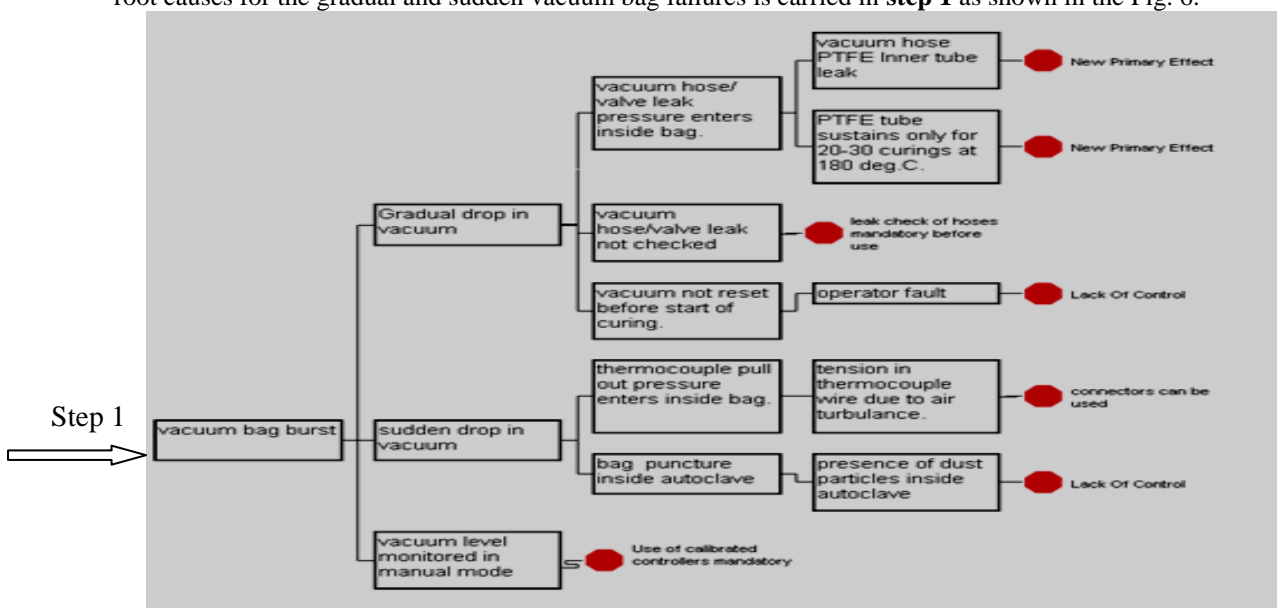 root causes for the gradual and sudden vacuum bag failures is carried in step 1 as shown in the Fig. 6.
vacuum hose
PTFE Inner tube
leak
New Primary Effect
vacuum hose/
valve leak
pressure enters
inside bag.
PTFE tube
sustains only for
20-30 curings at
180 deg.C.
New Primary Effect
Gradual drop in
vacuum
vacuum
hose/valve leak
not checked
leak check of hoses
mandatory before
use
vacuum not reset
before start of
curing.
operator fault
Lack Of Control
thermocouple pull
out pressure
enters inside bag.
tension in
thermocouple
wire due to air
turbulance.
connectors can be
used
Step 1
vacuum bag burst
sudden drop in
vacuum
bag puncture
inside autoclave
presence of dust
particles inside
autoclave
Lack Of Control
vacuum level
monitored in
manual mode
Use of calibrated
controllers mandatory